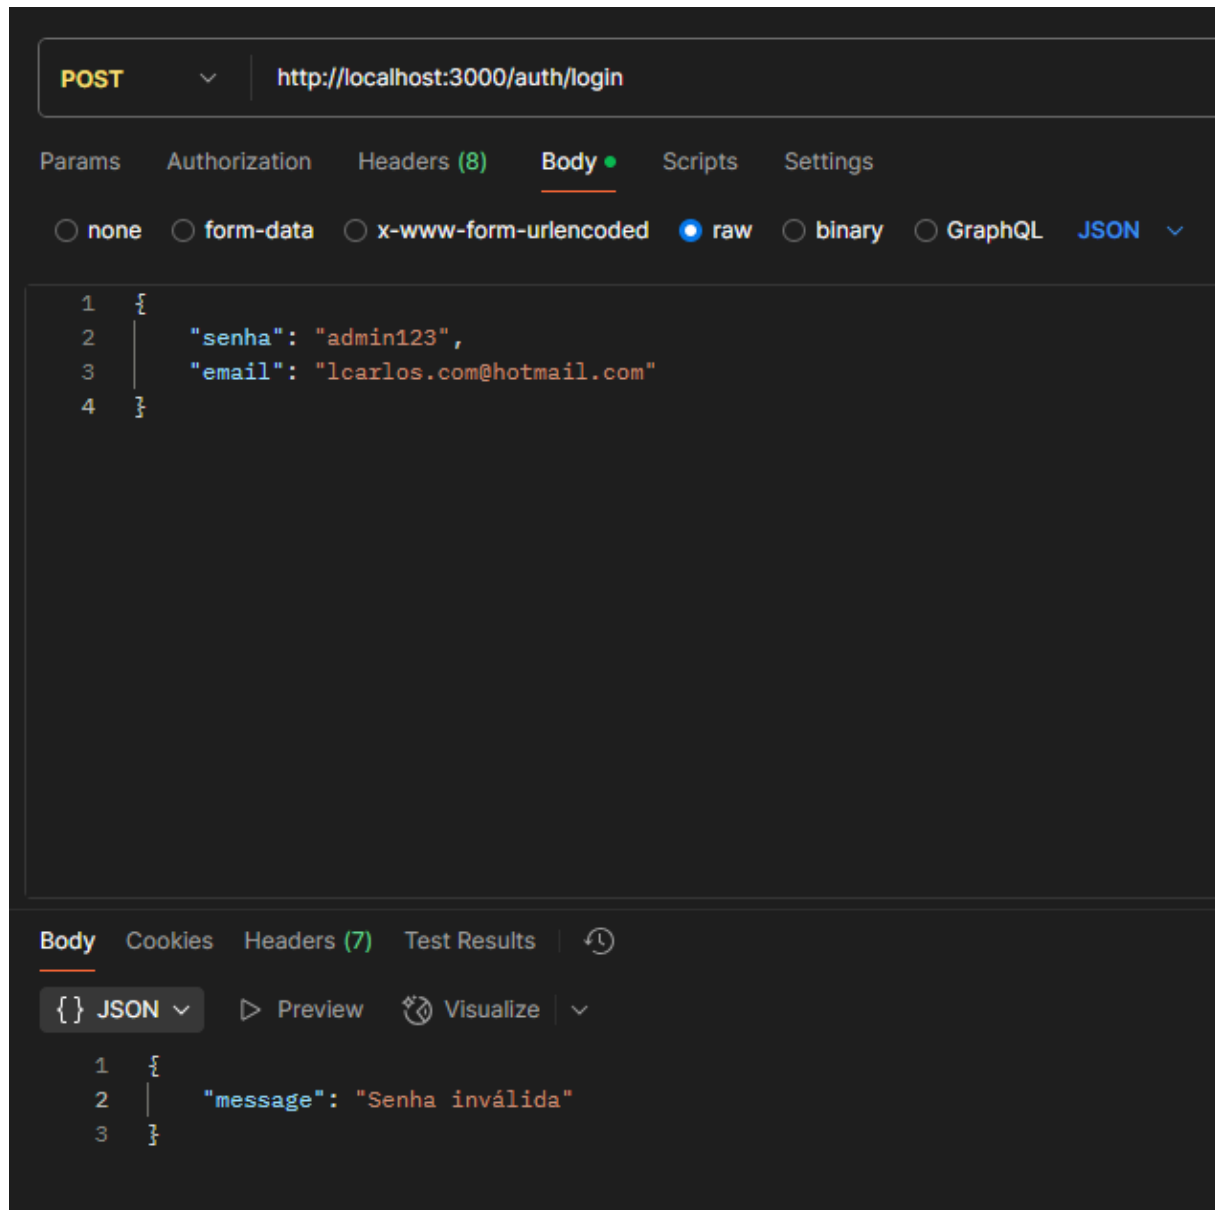 POST http://localhost:3000/auth/login
Params Authorization Headers (8) Body Scripts Settings
none form-data x-www-form-urlencoded raw binary GraphQL JSON
1 {
2 "senha": "admin123",
3 "email": "lcarlos.com@hotmail.com"
4 }
Body Cookies Headers (7) Test Results
{} JSON Preview Visualize
1 {
2 "message": "Senha inválida"
3 }